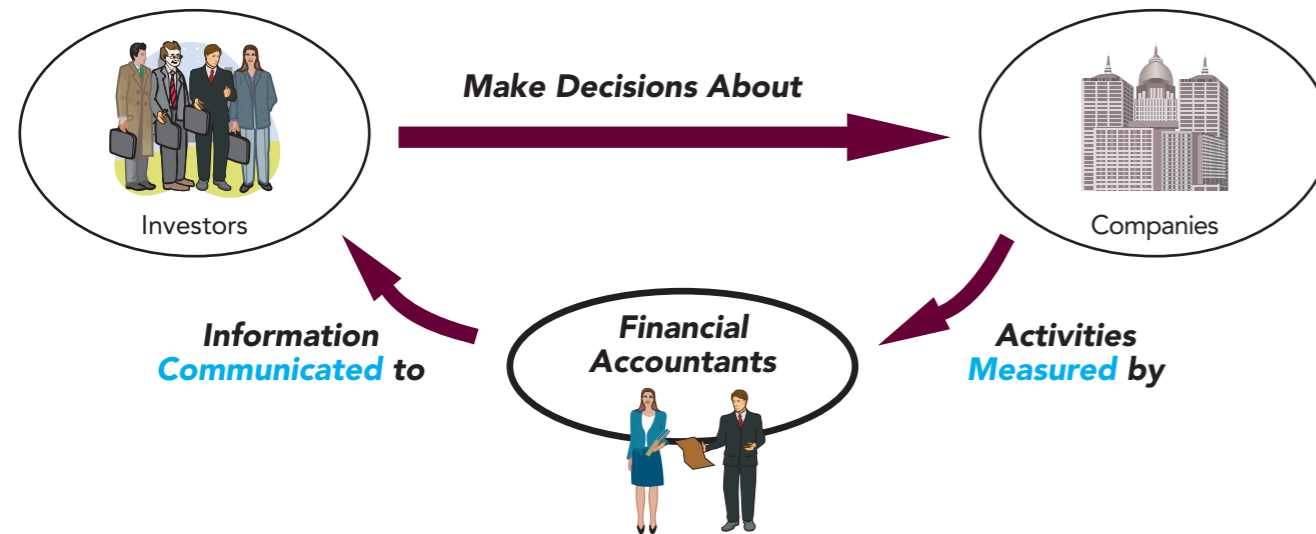 Make Decisions About
Investors
Companies
Information
Communicated to
Financial
Accountants
Activities
Measured by